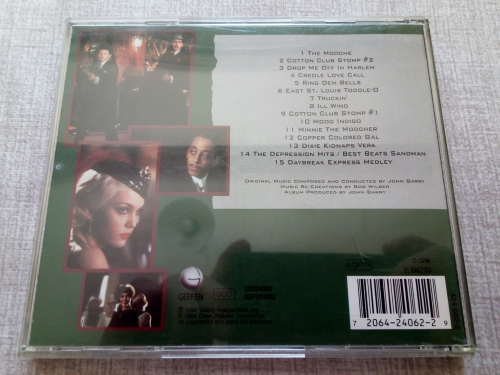 1 The Mooche
2 Cotton Club Stomp #2
3 Drop Me Off In Harlem
4 Creole Love Call
5 Ring Dem Bells
6 East St. Louis Toodle-O
7 Truckin'
8 Ill Wind
9 Cotton Club Stomp #1
10 Mood Indigo
11 Minnie The Moocher
12 Copper Colored Gal
13 Dixie Kidnaps Vera
14 The Depression Hits / Best Beats Sandman
15 Daybreak Express Medley
Original Music Composed and Conducted by John Barry
Music Re-Creations by Bob Wilber
Album Produced by John Barry
GEFFEN
7 2064-24062-2 9